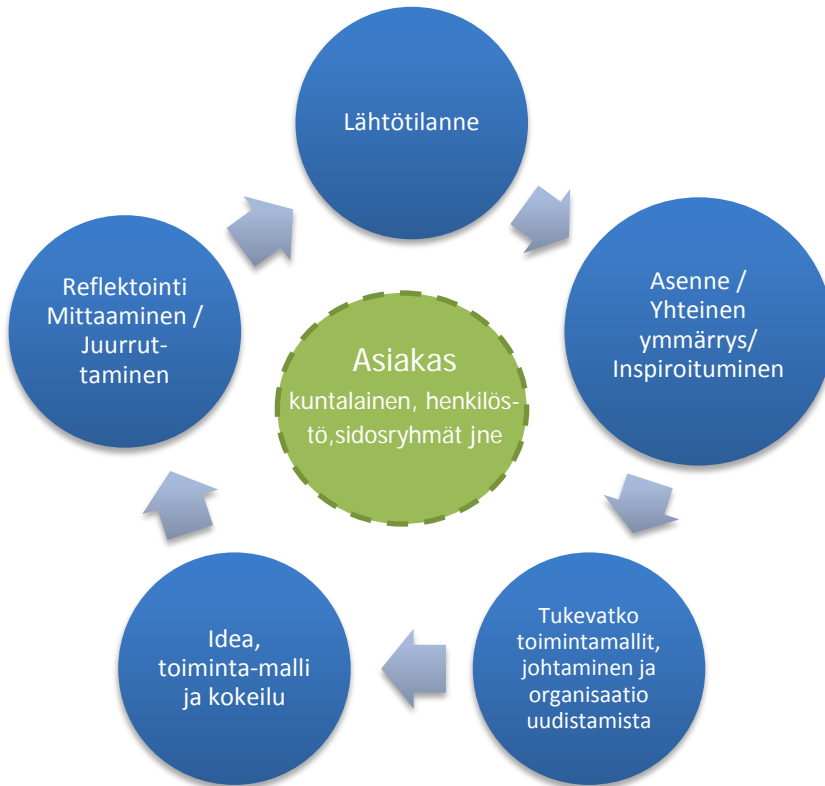 Lähtötilanne
Asenne /
Yhteinen
ymmärrys/
Inspiroituminen
Tukevatko
toimintamallit,
johtaminen ja
organisaatio
uudistamista
Idea,
toiminta-malli
ja kokeilu
Reflektointi
Mittaaminen /
Juurrut-
taminen
Asiakas
kuntalainen, henkilös-
tö,sidosryhmät jne